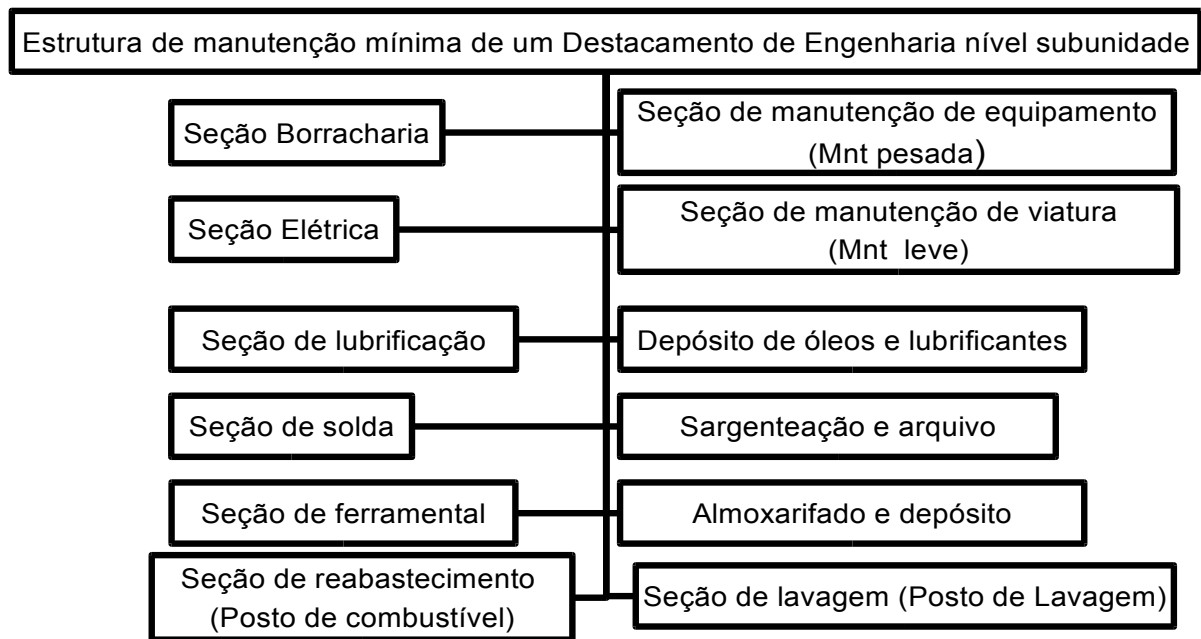 Estrutura de manutenção mínima de um Destacamento de Engenharia nível subunidade
Seção Borracharia
Seção de manutenção de equipamento
(Mnt pesada)
Seção Elétrica
Seção de manutenção de viatura
(Mnt leve)
Seção de lubrificação
Depósito de óleos e lubrificantes
Seção de solda
Sargenteação e arquivo
Seção de ferramental
Almoxarifado e depósito
Seção de reabastecimento
(Posto de combustível)
Seção de lavagem (Posto de Lavagem)